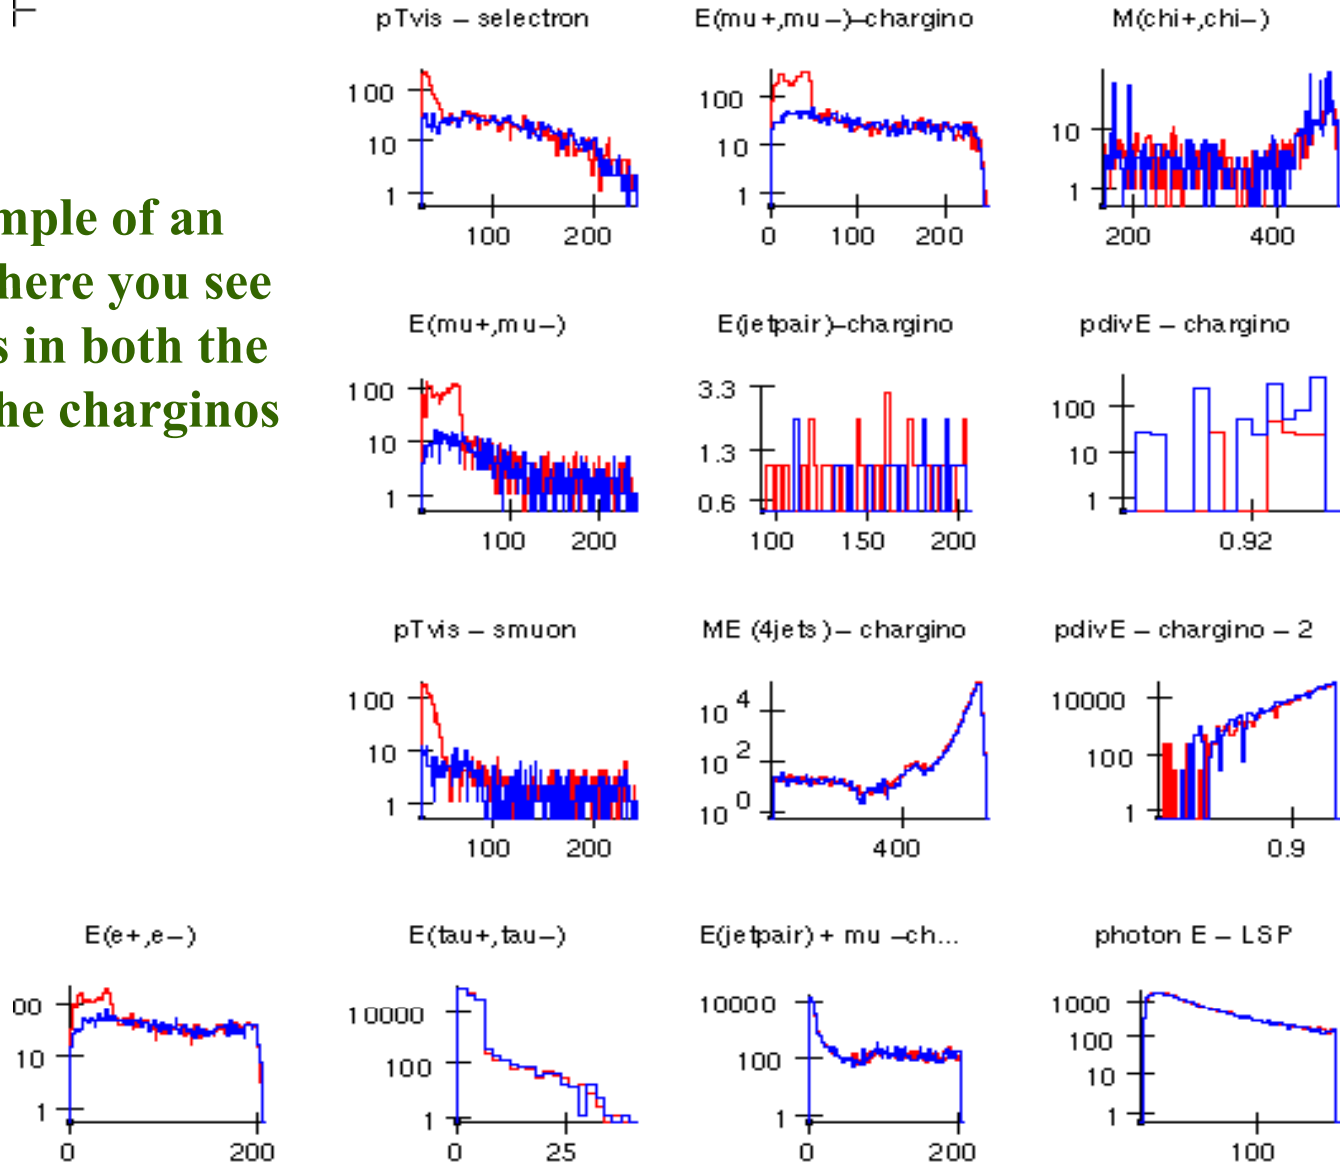 mple of an
here you see
s in both the
he charginos
pTvis – selectron
100
10
1
100 200
E(mu+,mu–)–chargino
100
10
1
0 100 200
M(chi+,chi–)
10
1
200 400
E(mu+,mu–)
100
10
1
100 200
E(jetpair)–chargino
3.3
1.3
0.6
100 150 200
pdivE – chargino
100
10
1
0.92
pTvis – smuon
100
10
1
100 200
ME (4jets) – chargino
10 4
10 2
10 0
400
pdivE – chargino – 2
10000
100
1
0.9
E(e+,e–)
00
10
1
0 200
E(tau+,tau–)
10000
100
1
0 25
E(jetpair) + mu –ch...
10000
100
1
0 200
photon E – LSP
1000
100
10
1
100